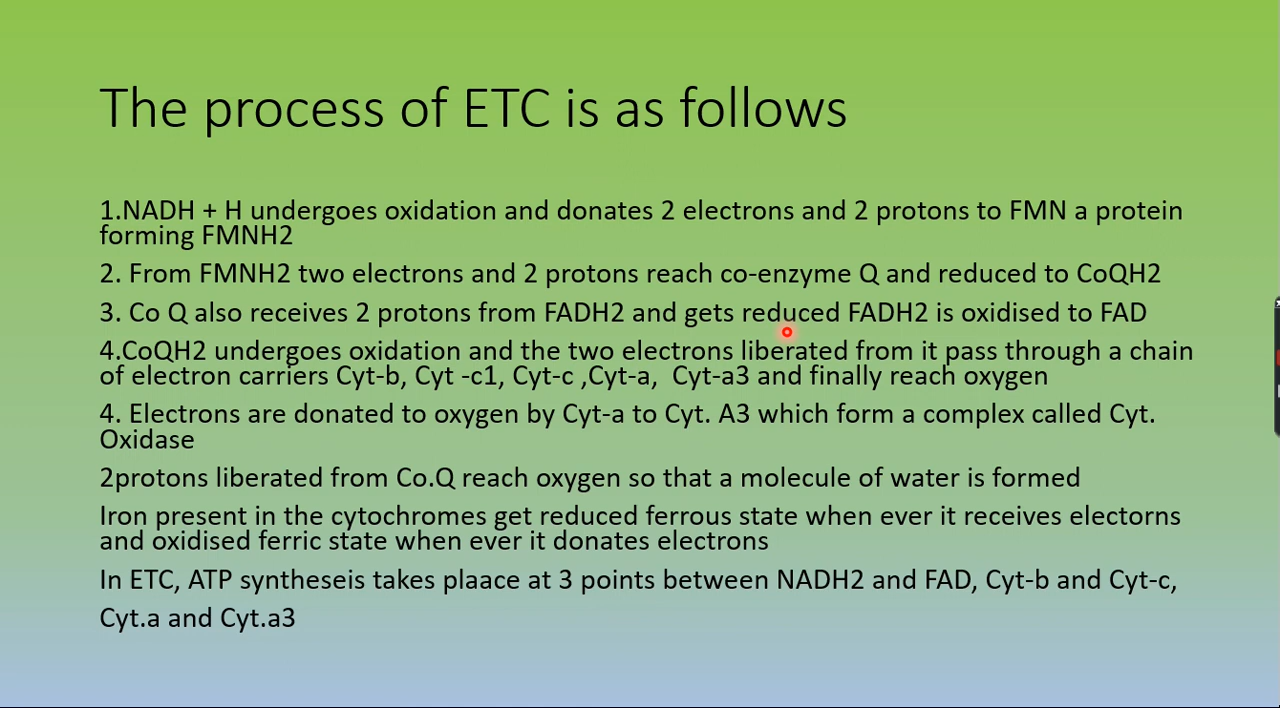 The process of ETC is as follows
1.NADH + H undergoes oxidation and donates 2 electrons and 2 protons to FMN a protein
forming FMNH2
2. From FMNH2 two electrons and 2 protons reach co-enzyme Q and reduced to CoQH2
3. Co Q also receives 2 protons from FADH2 and gets reduced FADH2 is oxidised to FAD
4.CoQH2 undergoes oxidation and the two electrons liberated from it pass through a chain
of electron carriers Cyt-b, Cyt -c1, Cyt-c ,Cyt-a,  Cyt-a3 and finally reach oxygen
4. Electrons are donated to oxygen by Cyt-a to Cyt. A3 which form a complex called Cyt.
Oxidase
2protons liberated from Co.Q reach oxygen so that a molecule of water is formed
Iron present in the cytochromes get reduced ferrous state when ever it receives electorns
and oxidised ferric state when ever it donates electrons
In ETC, ATP syntheseis takes plaace at 3 points between NADH2 and FAD, Cyt-b and Cyt-c,
Cyt.a and Cyt.a3